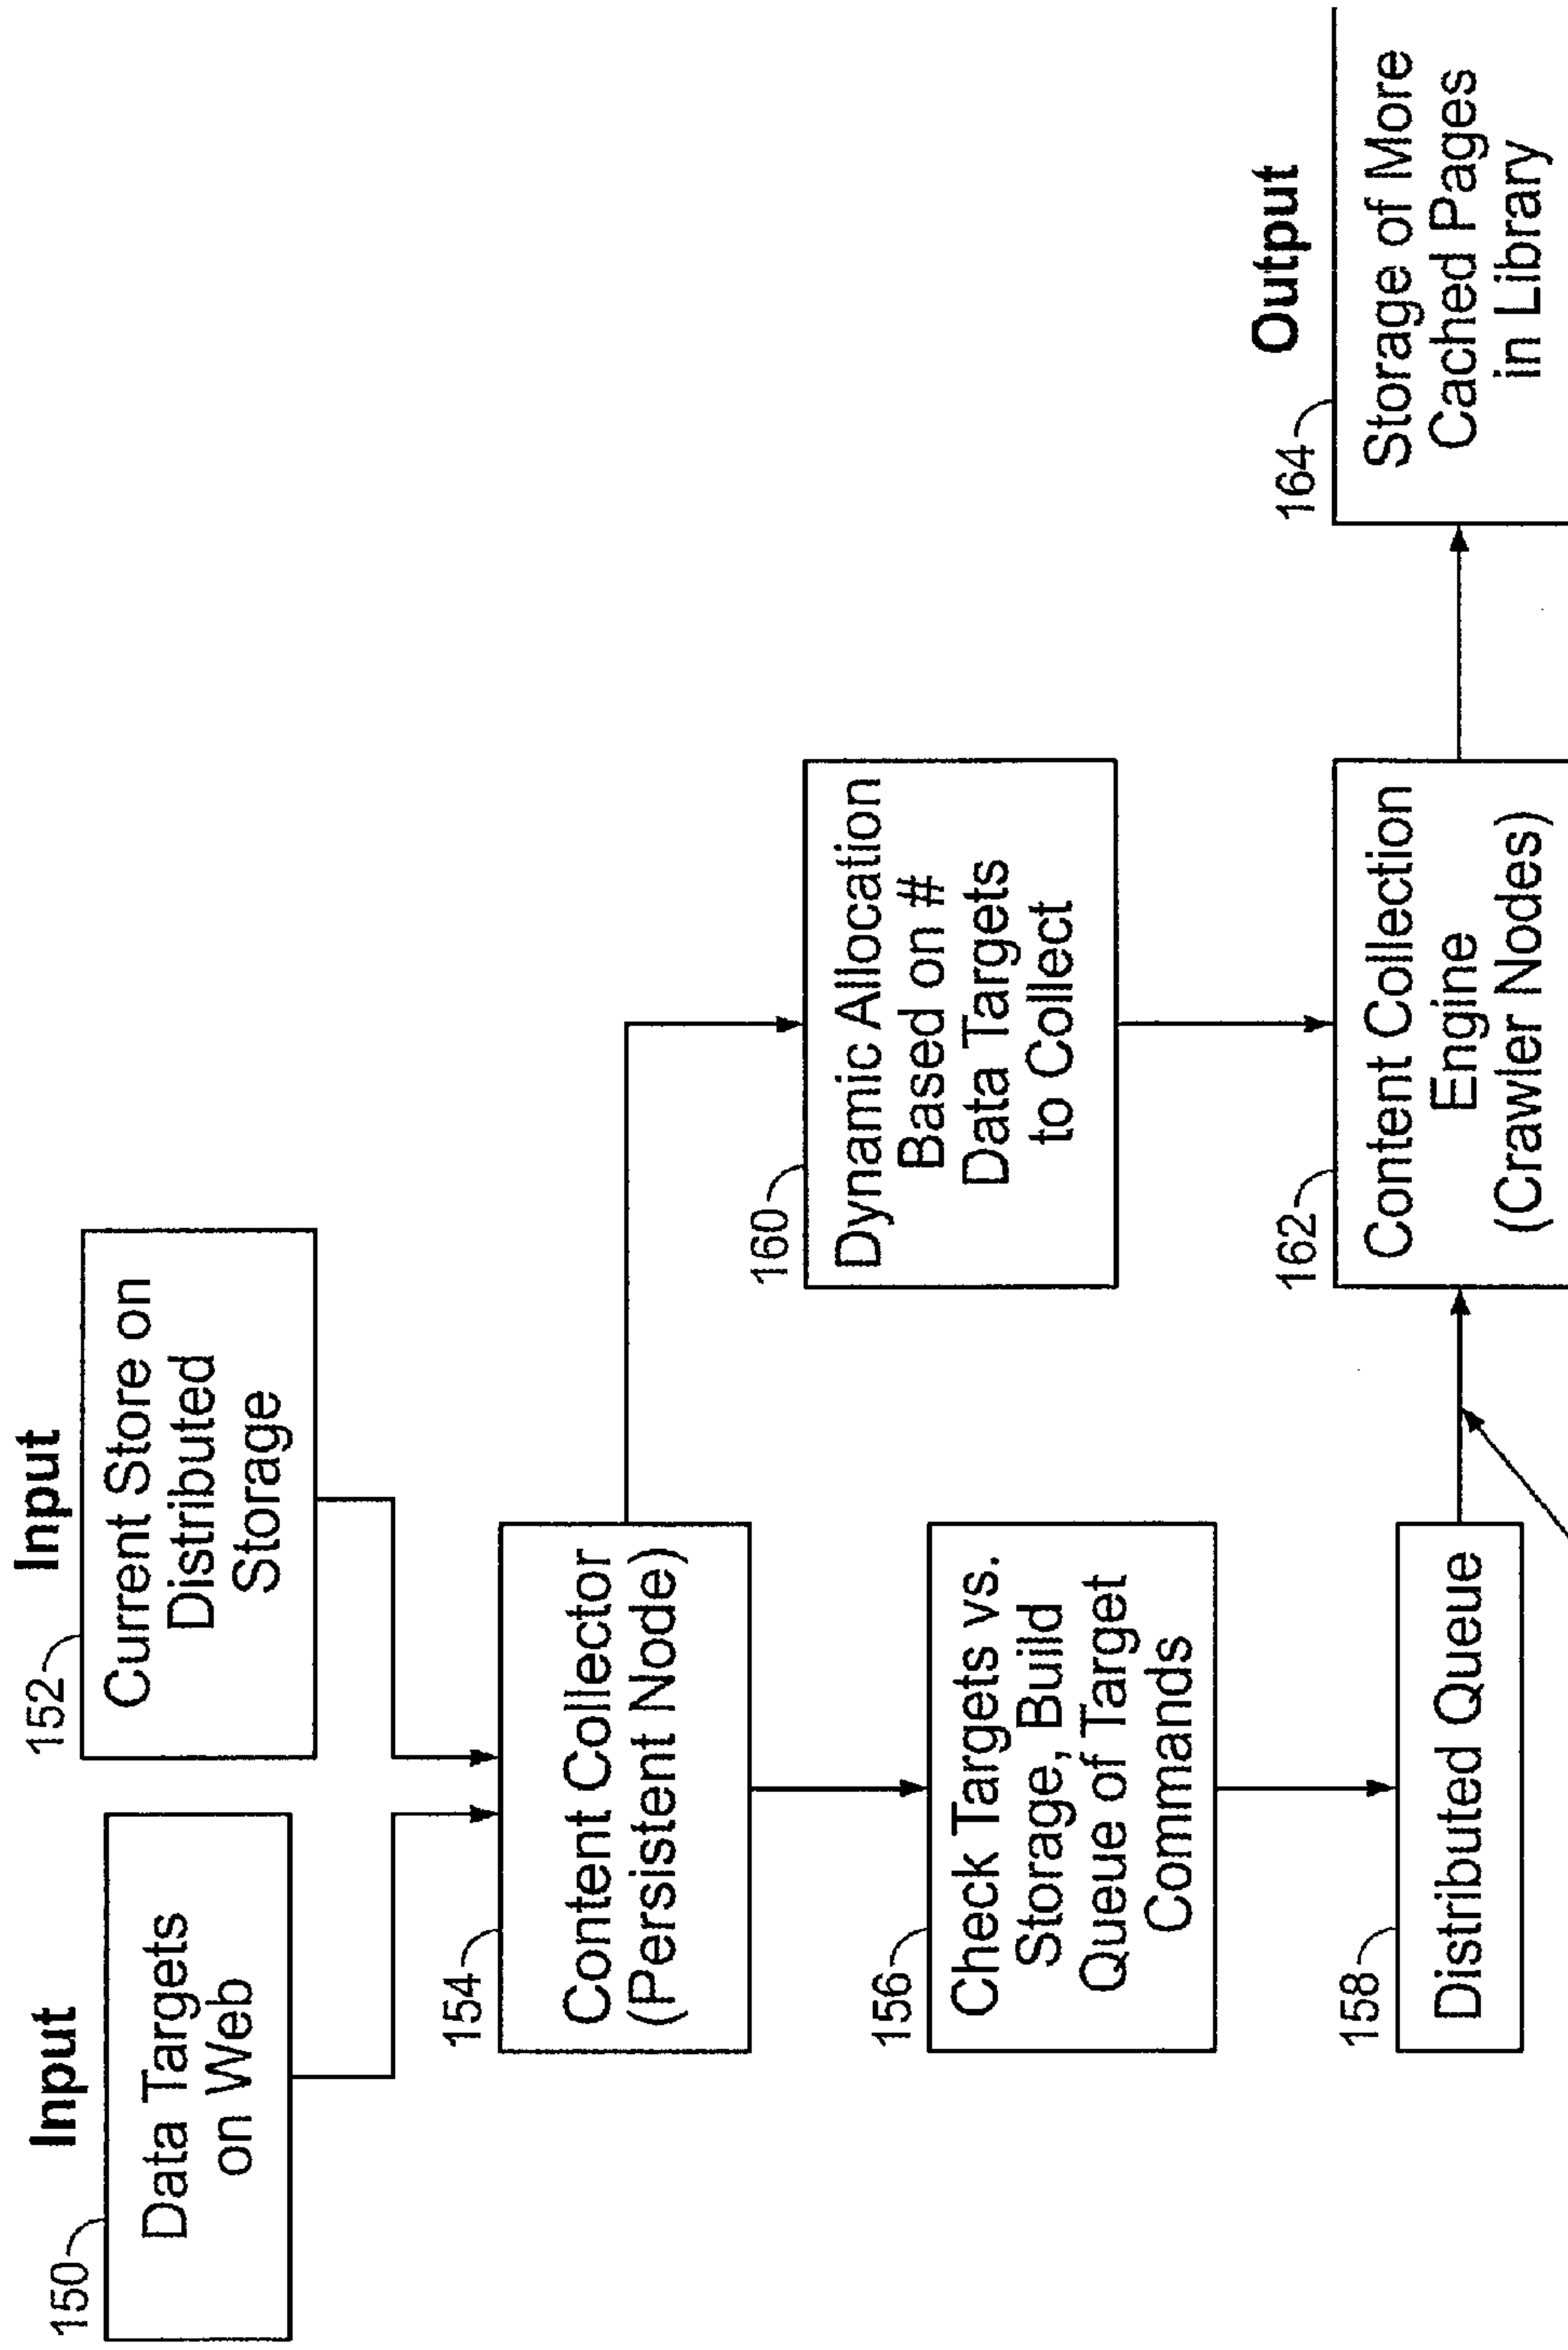 Input
150
Data Targets
on Web
Input
152
Current Store on
Distributed
Storage
154
Content Collector
(Persistent Node)
156
Check Targets vs.
Storage, Build
Queue of Target
Commands
158
Distributed Queue
160
Dynamic Allocation
Based on #
Data Targets
to Collect
162
Content Collection
Engine
(Crawler Nodes)
Output
164
Storage of More
Cached Pages
in Library